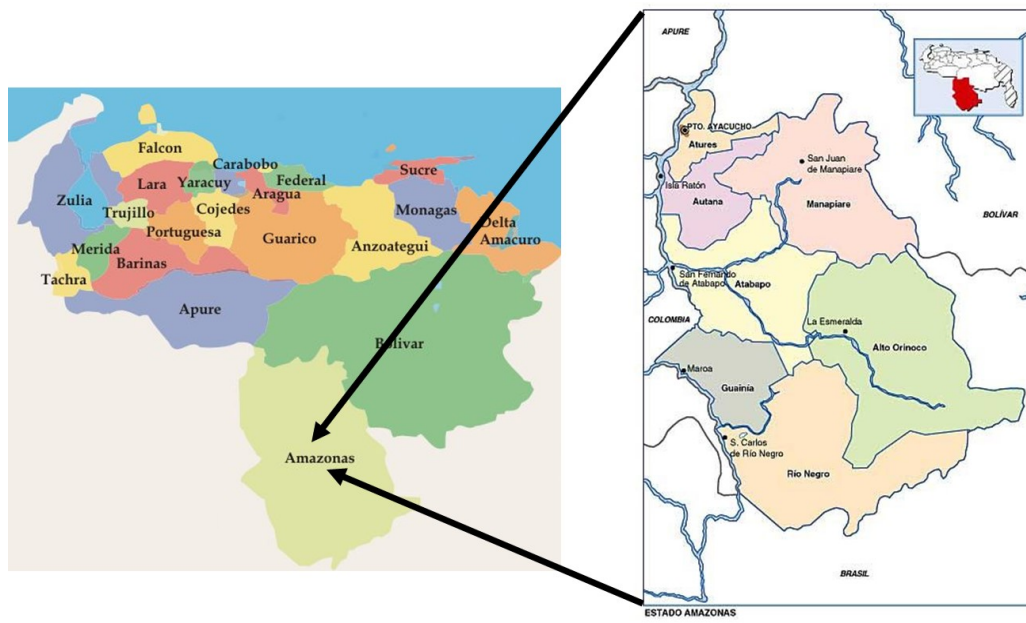 Falcon
Carabobo
Lara
Yaracuy
Federal
Sucre
Zulia
Aragua
Trujillo
Cojedes
Monagas
Delta
Amacuro
Portuguesa
Guarico
Anzoategui
Merida
Barinas
Tachra
Apure
Bolivar
Amazonas
APURE
PTO. AYACUCHO
Atures
San Juan
de Manapiare
Isla Ratón
Autana
Manapiare
BOLÍVAR
San Fernando
de Atabapo
Atabapo
COLOMBIA
La Esmeralda
Alto Orinoco
Maroa
Guainía
S. Carlos
de Río Negro
Río Negro
BRASIL
ESTADO AMAZONAS